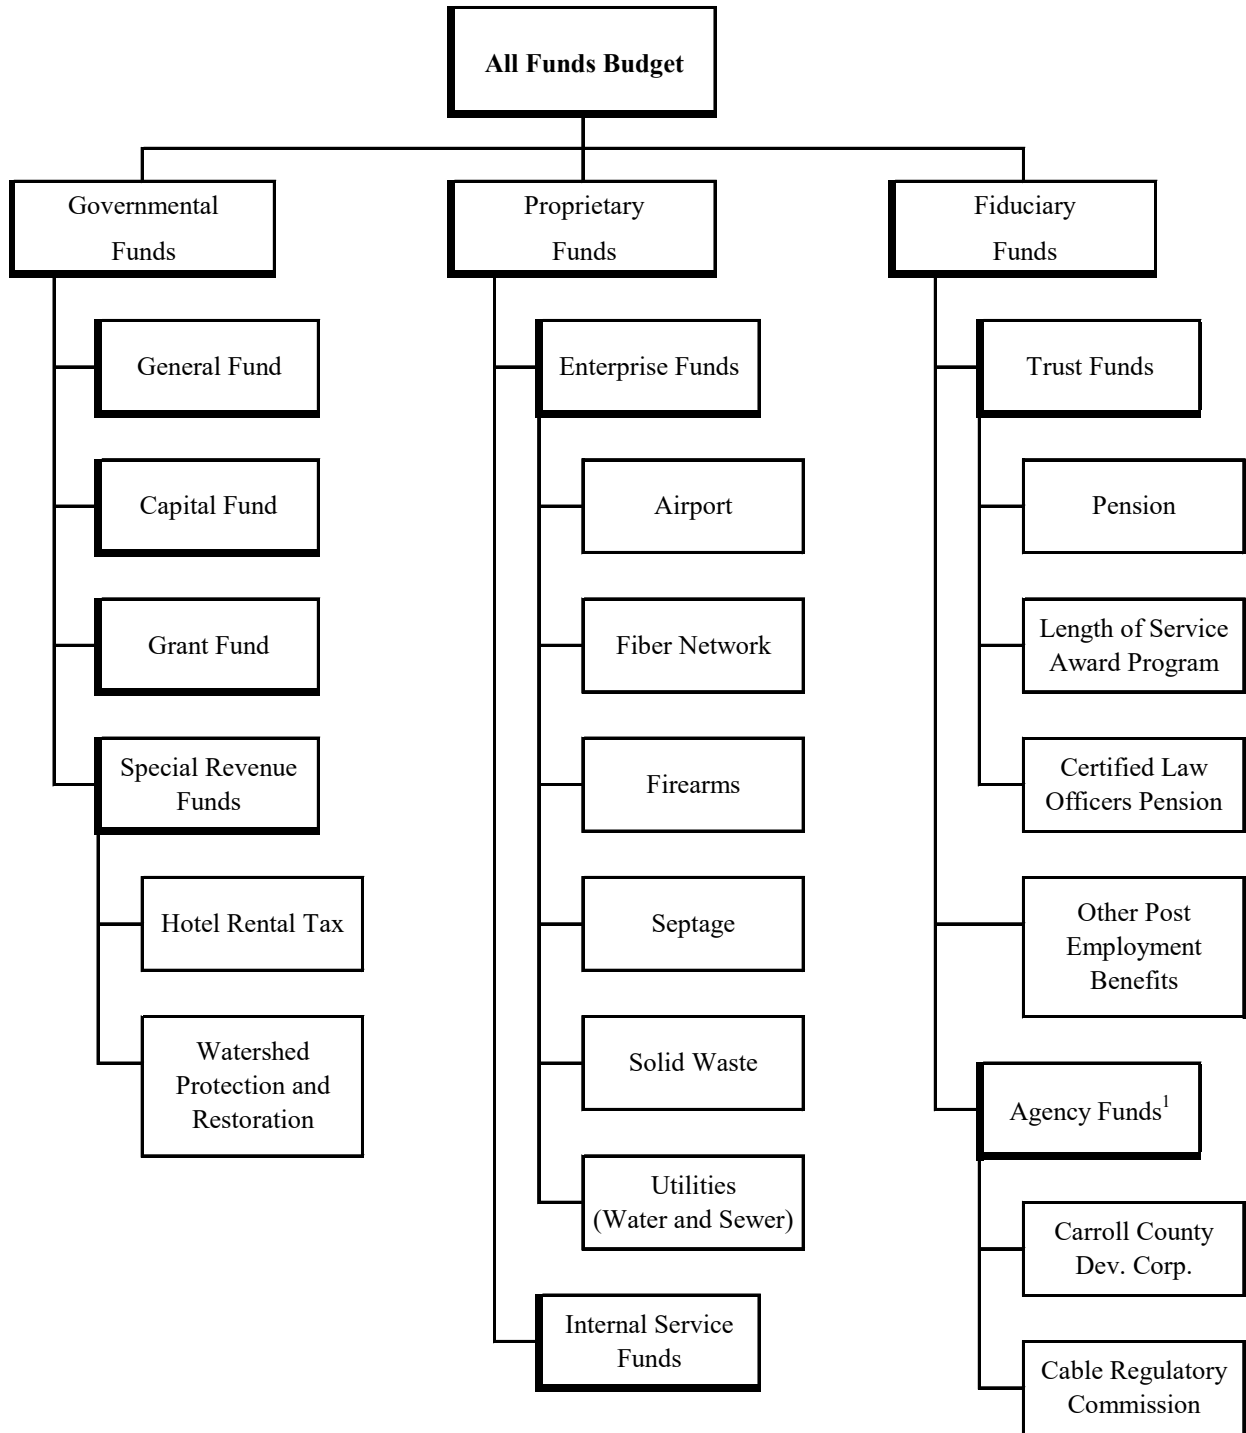 All Funds Budget
Governmental
Funds
General Fund
Capital Fund
Grant Fund
Special Revenue
Funds
Hotel Rental Tax
Watershed
Protection and
Restoration
Proprietary
Funds
Enterprise Funds
Airport
Fiber Network
Firearms
Septage
Solid Waste
Utilities
(Water and Sewer)
Internal Service
Funds
Fiduciary
Funds
Trust Funds
Pension
Length of Service
Award Program
Certified Law
Officers Pension
Other Post
Employment
Benefits
Agency Funds¹
Carroll County
Dev. Corp.
Cable Regulatory
Commission